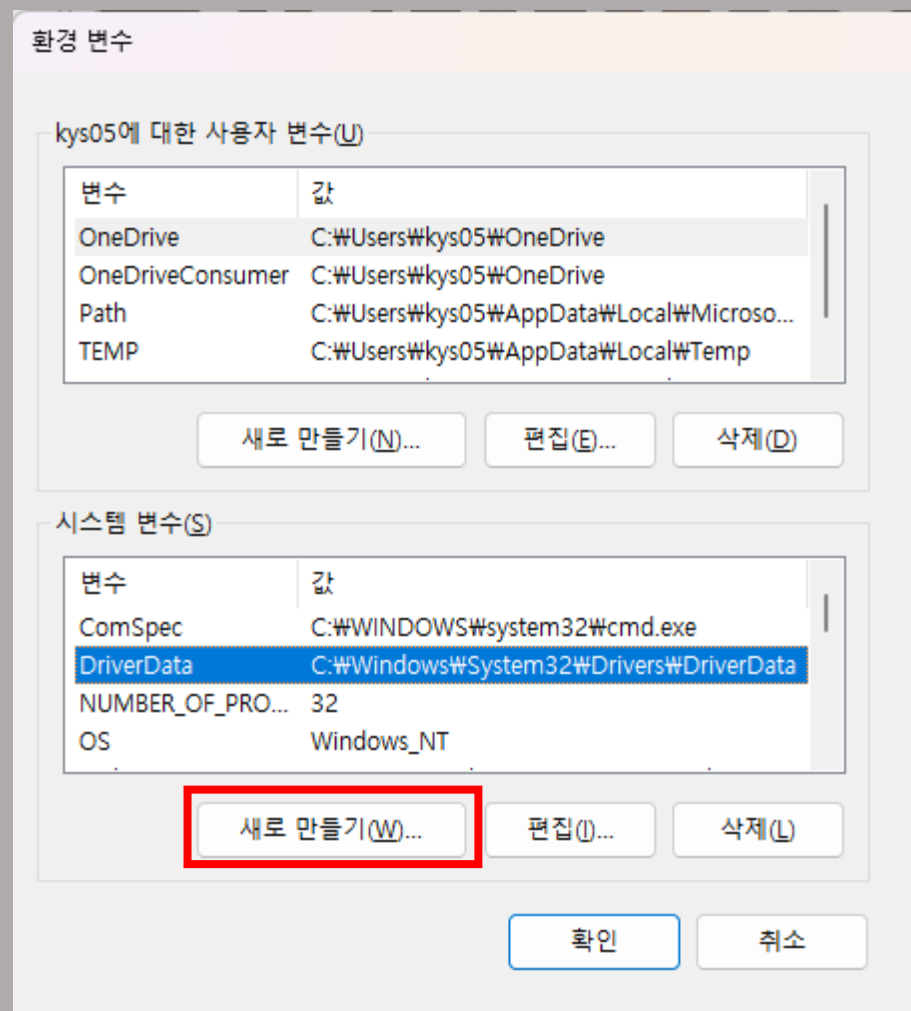 환경 변수
kys05에 대한 사용자 변수(U)
변수 값
OneDrive C:₩Users₩kys05₩OneDrive
OneDriveConsumer C:₩Users₩kys05₩OneDrive
Path C:₩Users₩kys05₩AppData₩Local₩Microso...
TEMP C:₩Users₩kys05₩AppData₩Local₩Temp
새로 만들기(N)... 편집(E)... 삭제(D)
시스템 변수(S)
변수 값
ComSpec C:₩WINDOWS₩system32₩cmd.exe
DriverData C:₩Windows₩System32₩Drivers₩DriverData
NUMBER_OF_PRO... 32
OS Windows_NT
새로 만들기(W)... 편집(I)... 삭제(L)
확인 취소